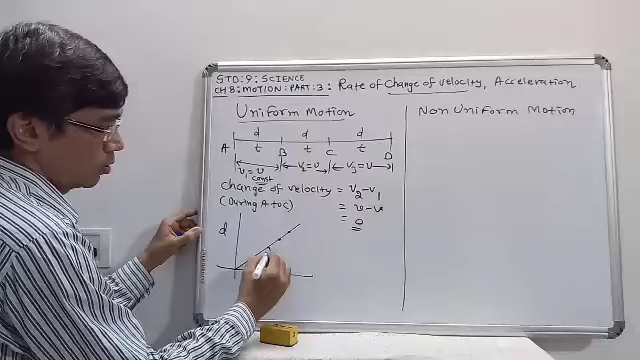 STD: 9: SCIENCE
CH 8: MOTION: PART: 3: Rate of Change of velocity, Acceleration
Uniform Motion
d d d
A t B t C t D
v₁ = v v₂ = v v₃ = v
const
change of velocity = v₂ - v₁
(During A to C) = v - v
= 0
d
Non Uniform Motion